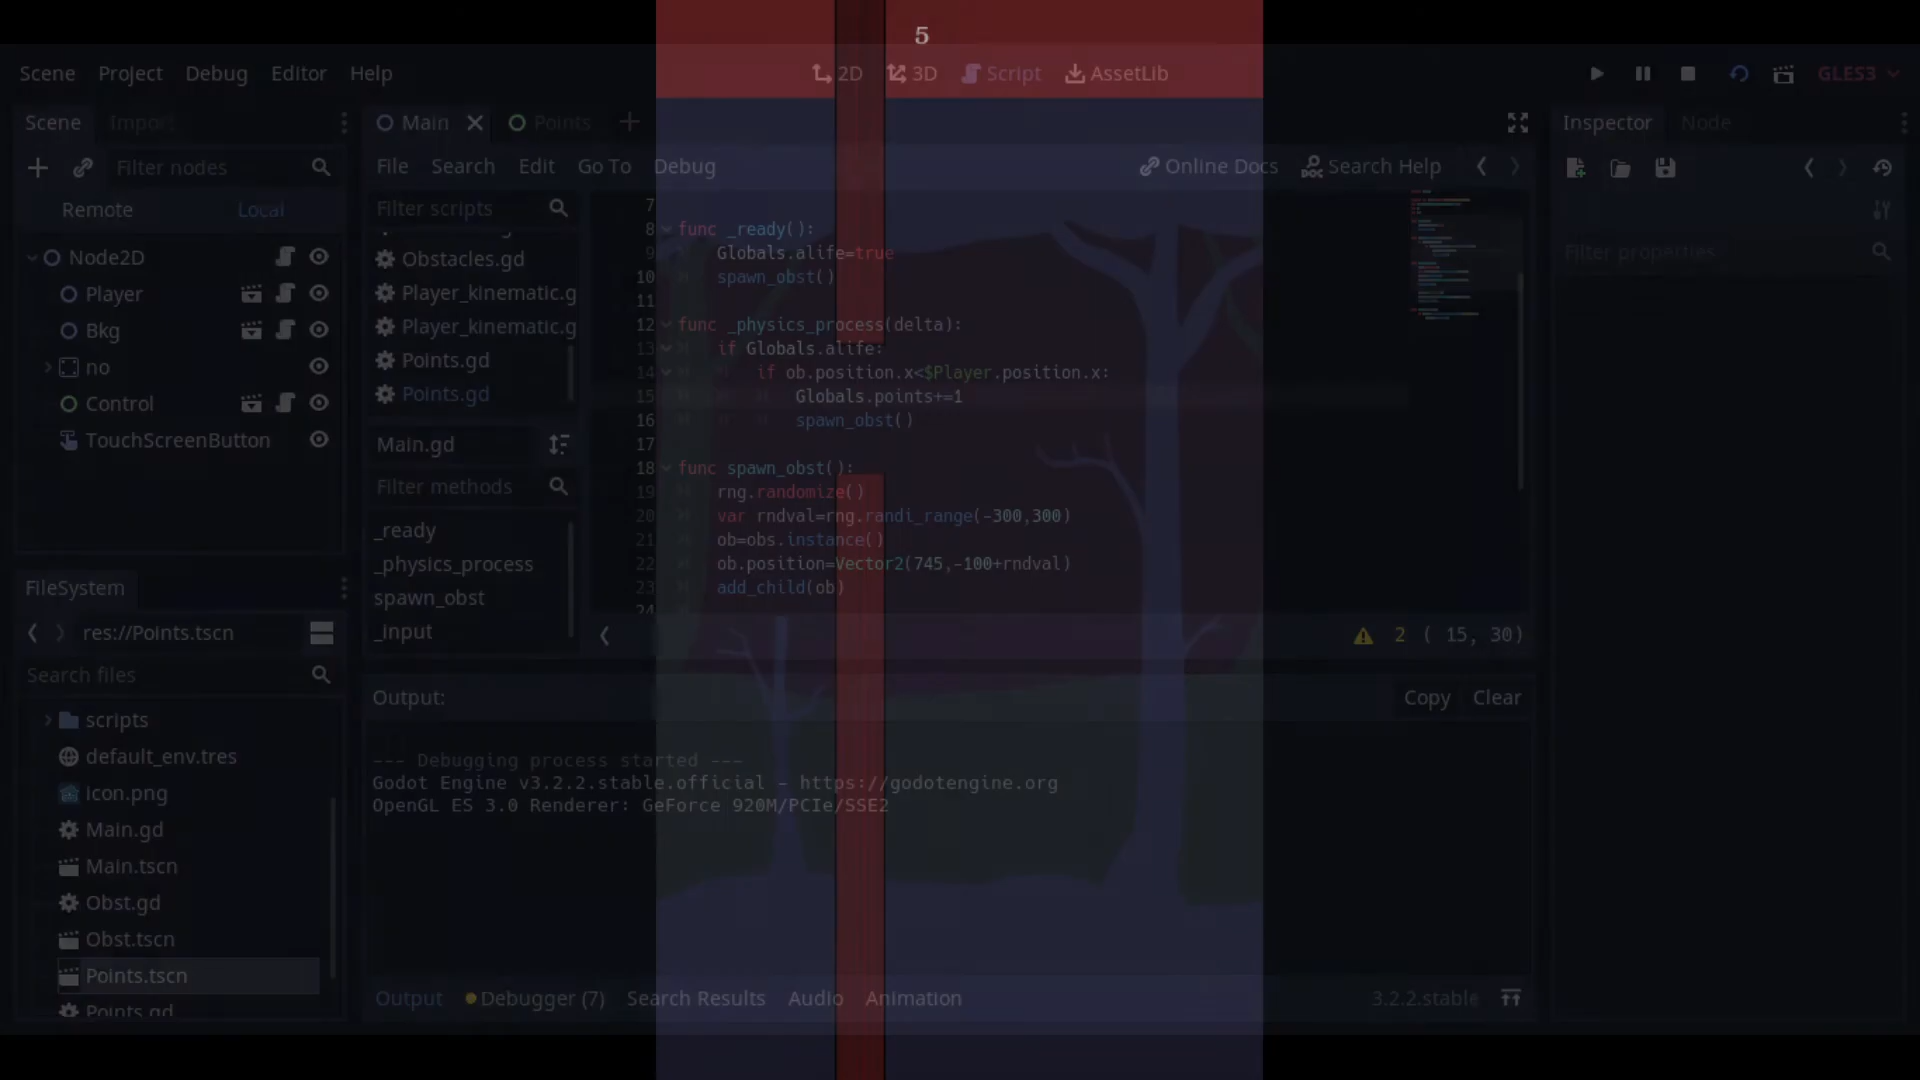 5
Scene Project Debug Editor Help
2D 3D Script AssetLib
GLES3
Scene Import
Main Points
Inspector Node
Filter nodes
File Search Edit Go To Debug
Online Docs Search Help
Remote Local
Filter scripts
Filter properties
Node2D
Player
Bkg
no
Control
TouchScreenButton
Obstacles.gd
Player_kinematic.g
Player_kinematic.g
Points.gd
Points.gd
Main.gd
Filter methods
_ready
_physics_process
spawn_obst
_input
7
8 func _ready():
9 Globals.alife=true
10 spawn_obst()
11
12 func _physics_process(delta):
13 if Globals.alife:
14 if ob.position.x<$Player.position.x:
15 Globals.points+=1
16 spawn_obst()
17
18 func spawn_obst():
19 rng.randomize()
20 var rndval=rng.randi_range(-300,300)
21 ob=obs.instance()
22 ob.position=Vector2(745,-100+rndval)
23 add_child(ob)
24
2 ( 15, 30)
FileSystem
res://Points.tscn
Search files
scripts
default_env.tres
icon.png
Main.gd
Main.tscn
Obst.gd
Obst.tscn
Points.tscn
Points.gd
Output:
Copy Clear
--- Debugging process started ---
Godot Engine v3.2.2.stable.official - https://godotengine.org
OpenGL ES 3.0 Renderer: GeForce 920M/PCIe/SSE2
Output Debugger (7) Search Results Audio Animation
3.2.2.stable